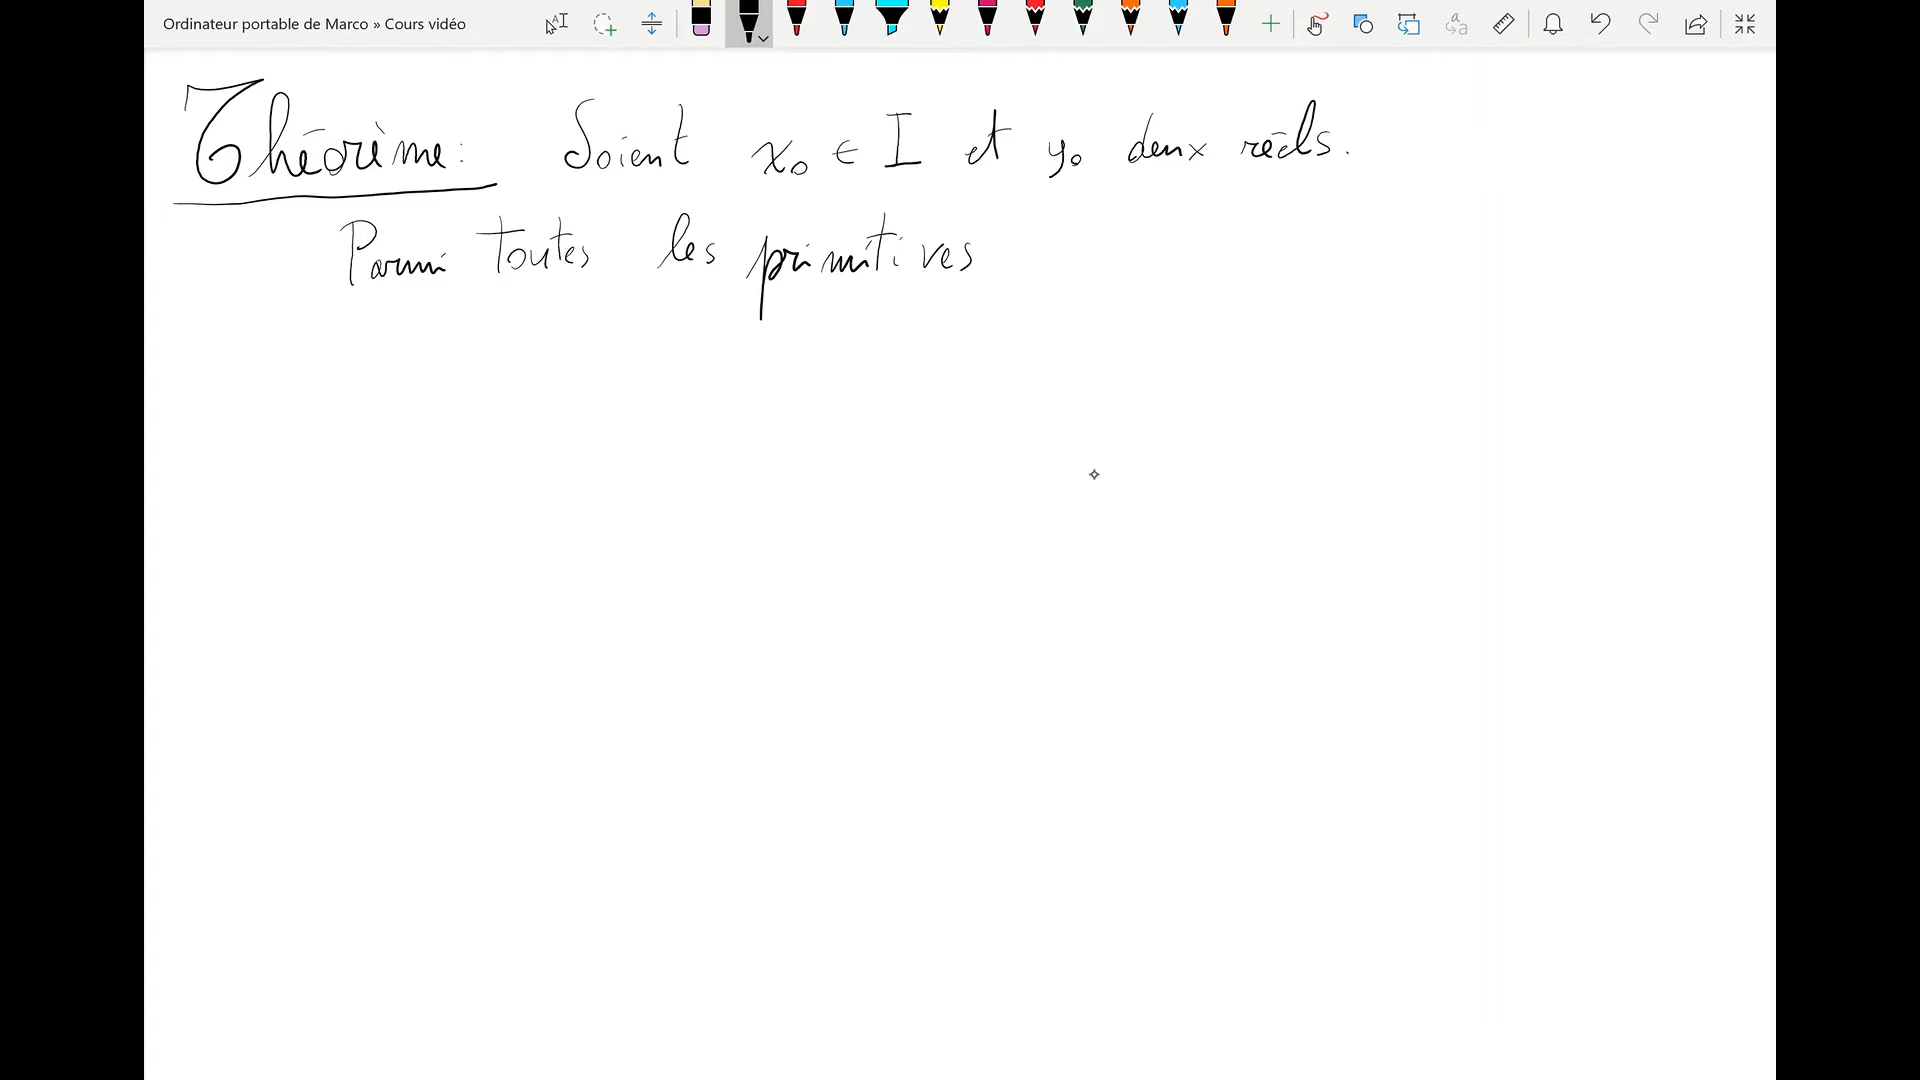 Ordinateur portable de Marco » Cours vidéo
Théorème: Soient x₀ ∈ I et y₀ deux réels.
Parmi toutes les primitives